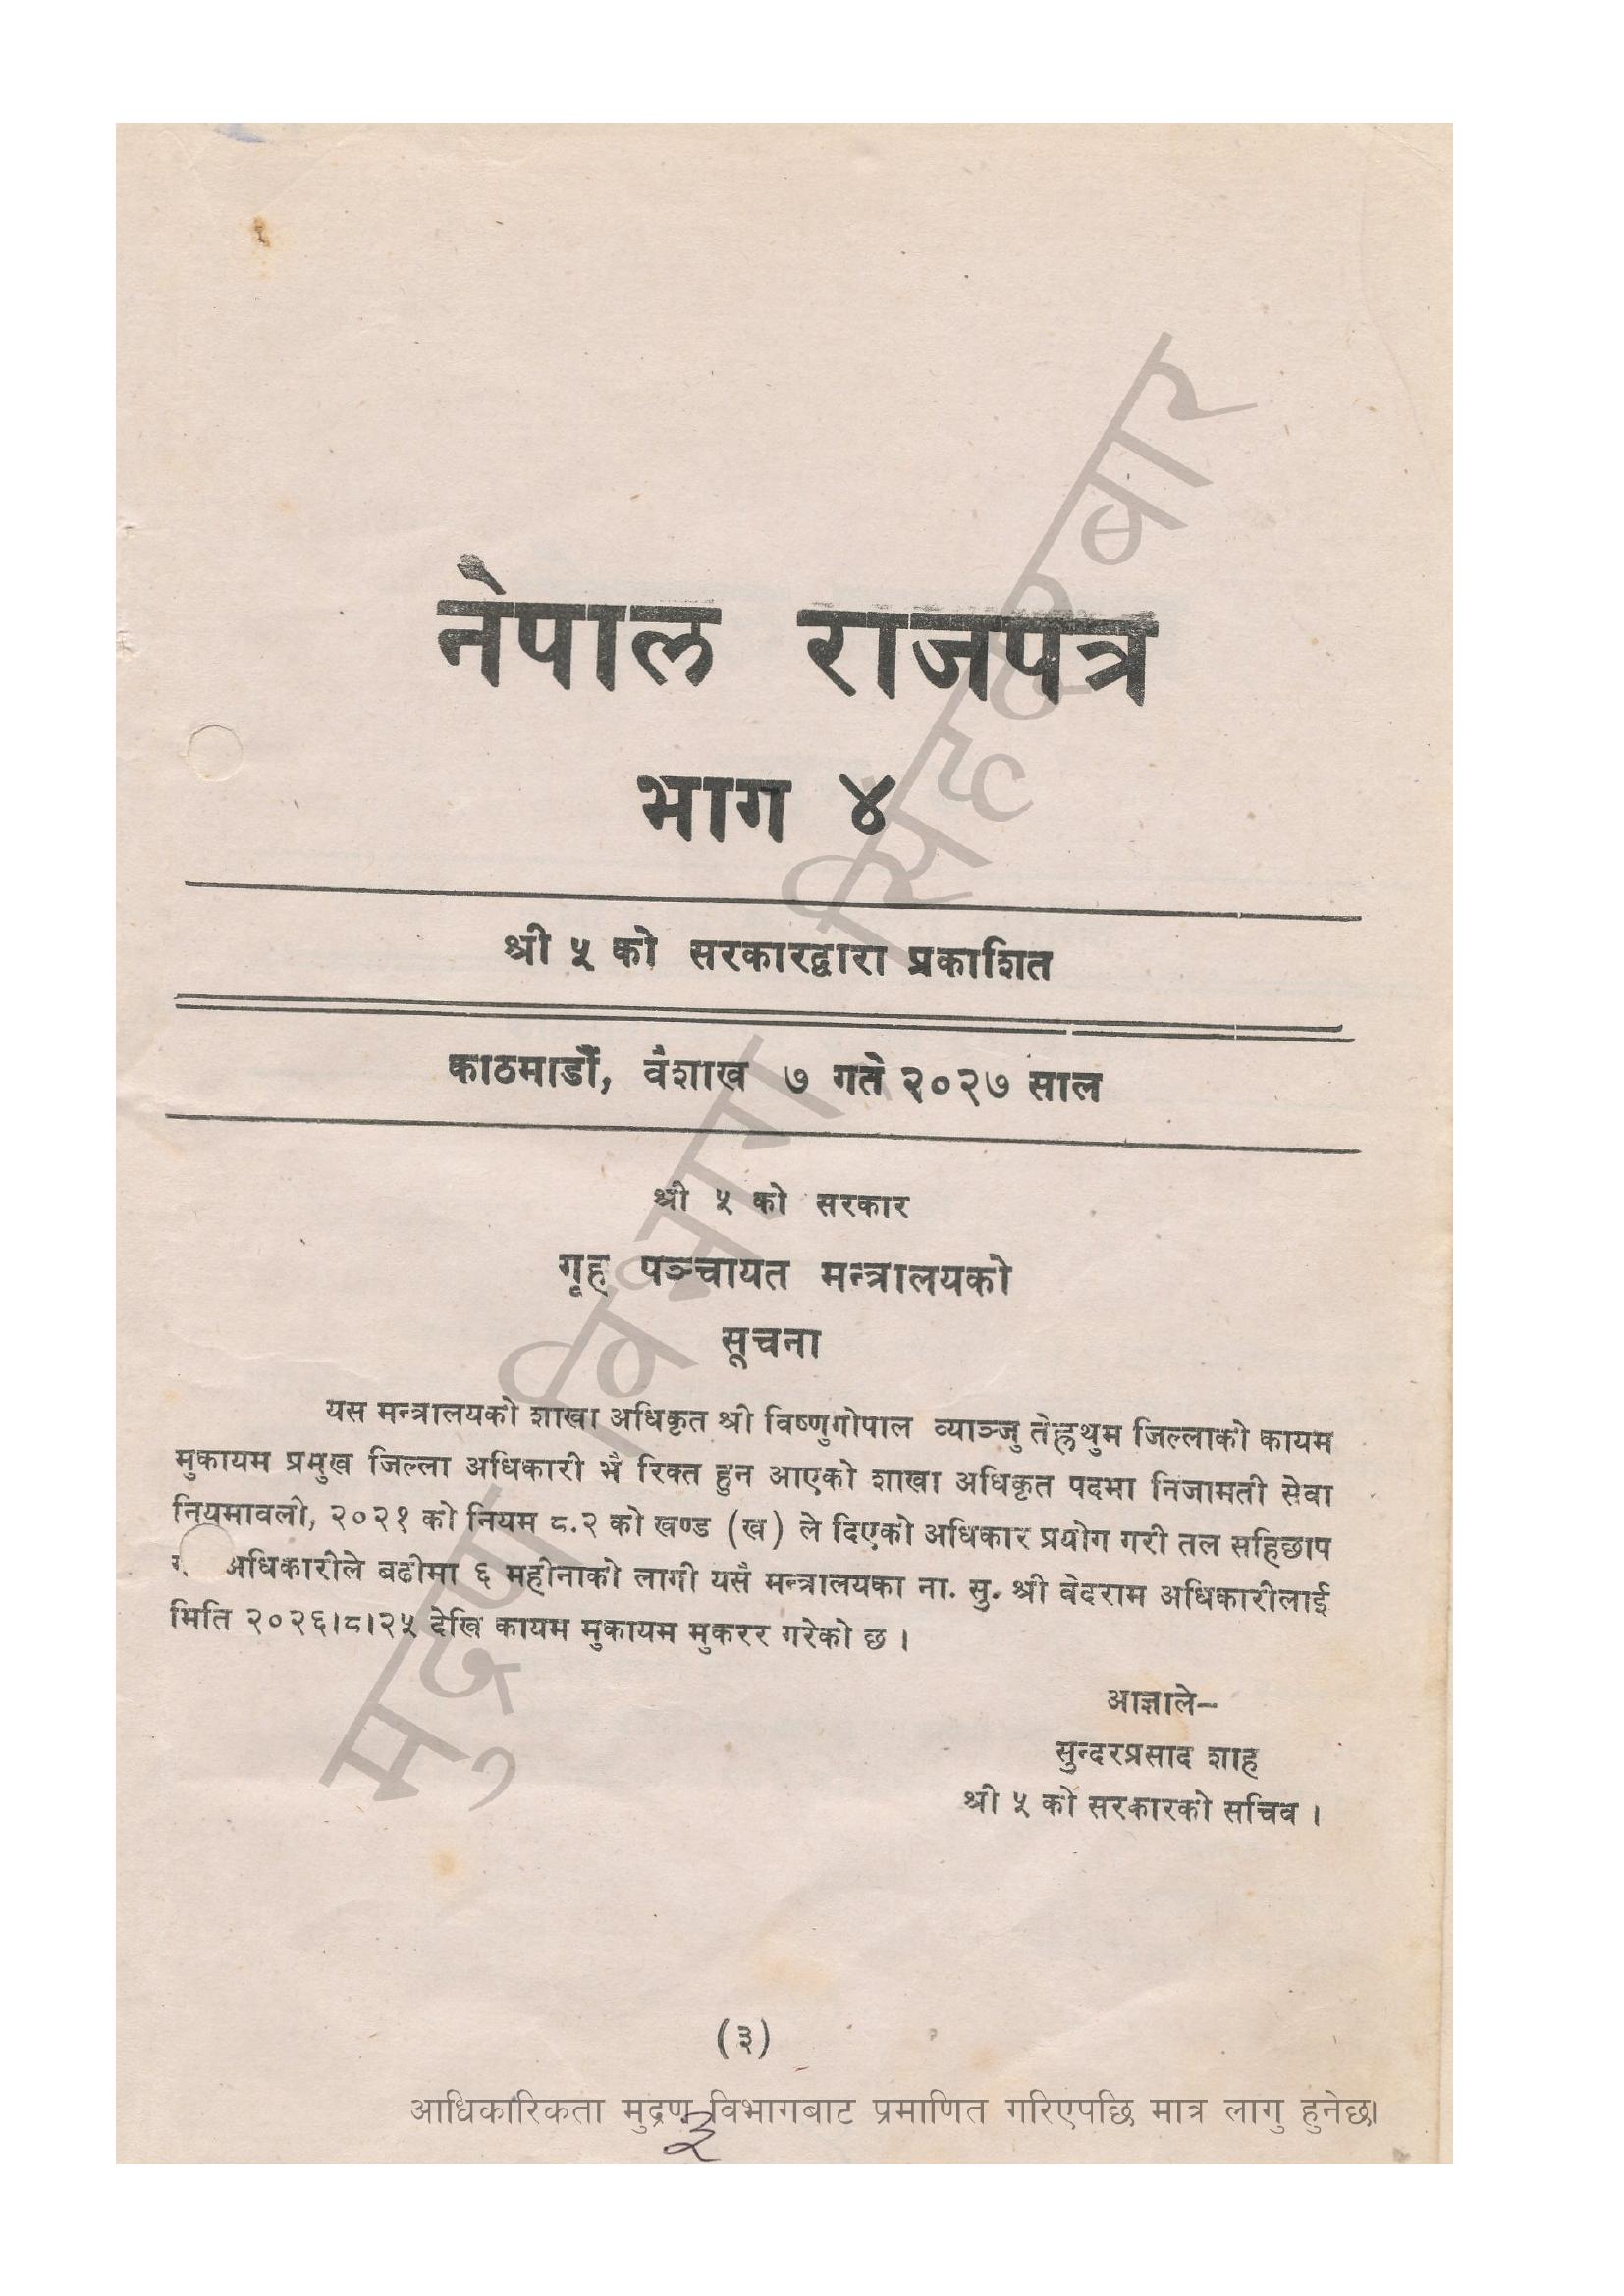 नेपाल राजपत्र
भाग ४
श्री ५ को सरकारद्वारा प्रकाशित
काठमाडौं, वैशाख ७ गते २०२७ साल
श्री ५ को सरकार
गृह पञ्चायत मन्त्रालयको
सूचना
यस मन्त्रालयको शाखा अधिकृत श्री विष्णुगोपाल व्याञ्जु तेह्रथुम जिल्लाको कायम
मुकायम प्रमुख जिल्ला अधिकारी भै रिक्त हुन आएको शाखा अधिकृत पदमा निजामती सेवा
नियमावली, २०२१ को नियम ८.२ को खण्ड (ख) ले दिएको अधिकार प्रयोग गरी तल सहिछाप
अधिकारीले बढीमा ६ महीनाको लागी यसै मन्त्रालयका ना. सु. श्री वेदराम अधिकारीलाई
मिति २०२६।८।२५ देखि कायम मुकायम मुकरर गरेको छ ।
आज्ञाले–
सुन्दरप्रसाद शाह
श्री ५ को सरकारको सचिव ।
(३)
आधिकारिकता मुद्रण विभागबाट प्रमाणित गरिएपछि मात्र लागु हुनेछ।
३
मुद्रण विभाग, सिंहदरबार